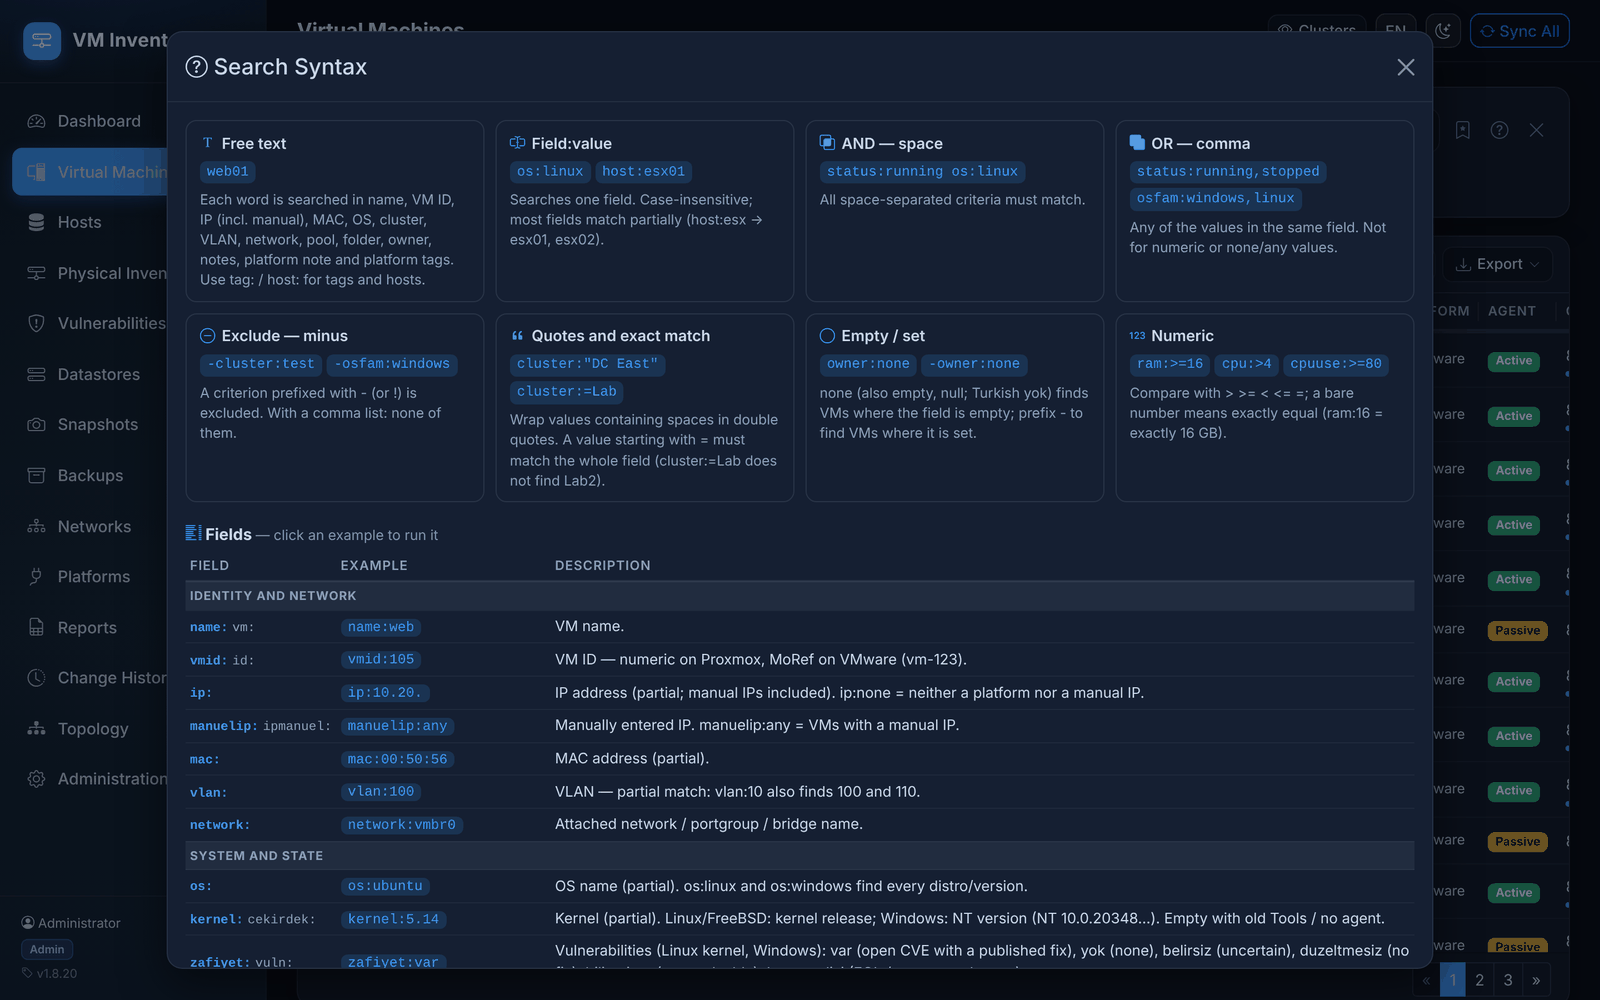 VM Invent
Virtual Machines
Clusters
EN
Sync All
Search Syntax
Dashboard
Virtual Machin
Hosts
Physical Inven
Vulnerabilities
Datastores
Snapshots
Backups
Networks
Platforms
Reports
Change Histor
Topology
Administration
Administrator
Admin
v1.8.20
Free text
web01
Each word is searched in name, VM ID,
IP (incl. manual), MAC, OS, cluster,
VLAN, network, pool, folder, owner,
notes, platform note and platform tags.
Use tag: / host: for tags and hosts.
Field:value
os:linux host:esx01
Searches one field. Case-insensitive;
most fields match partially (host:esx →
esx01, esx02).
AND — space
status:running os:linux
All space-separated criteria must match.
OR — comma
status:running,stopped
osfam:windows,linux
Any of the values in the same field. Not
for numeric or none/any values.
Exclude — minus
-cluster:test -osfam:windows
A criterion prefixed with - (or !) is
excluded. With a comma list: none of
them.
Quotes and exact match
cluster:"DC East"
cluster:=Lab
Wrap values containing spaces in double
quotes. A value starting with = must
match the whole field (cluster:=Lab does
not find Lab2).
Empty / set
owner:none -owner:none
none (also empty, null; Turkish yok) finds
VMs where the field is empty; prefix - to
find VMs where it is set.
123 Numeric
ram:>=16 cpu:>4 cpuuse:>=80
Compare with > >= < <= =; a bare
number means exactly equal (ram:16 =
exactly 16 GB).
Fields — click an example to run it
FIELD EXAMPLE DESCRIPTION
IDENTITY AND NETWORK
name: vm: name:web VM name.
vmid: id: vmid:105 VM ID — numeric on Proxmox, MoRef on VMware (vm-123).
ip: ip:10.20. IP address (partial; manual IPs included). ip:none = neither a platform nor a manual IP.
manuelip: ipmanuel: manuelip:any Manually entered IP. manuelip:any = VMs with a manual IP.
mac: mac:00:50:56 MAC address (partial).
vlan: vlan:100 VLAN — partial match: vlan:10 also finds 100 and 110.
network: network:vmbr0 Attached network / portgroup / bridge name.
SYSTEM AND STATE
os: os:ubuntu OS name (partial). os:linux and os:windows find every distro/version.
kernel: cekirdek: kernel:5.14 Kernel (partial). Linux/FreeBSD: kernel release; Windows: NT version (NT 10.0.20348...). Empty with old Tools / no agent.
zafiyet: vuln: zafiyet:var Vulnerabilities (Linux kernel, Windows): var (open CVE with a published fix), yok (none), belirsiz (uncertain), duzeltmesiz (no
Export
FORM AGENT
ware Active
ware Active
ware Active
ware Active
ware Active
ware Passive
ware Active
ware Active
ware Active
ware Passive
ware Active
ware Passive
« 1 2 3 »